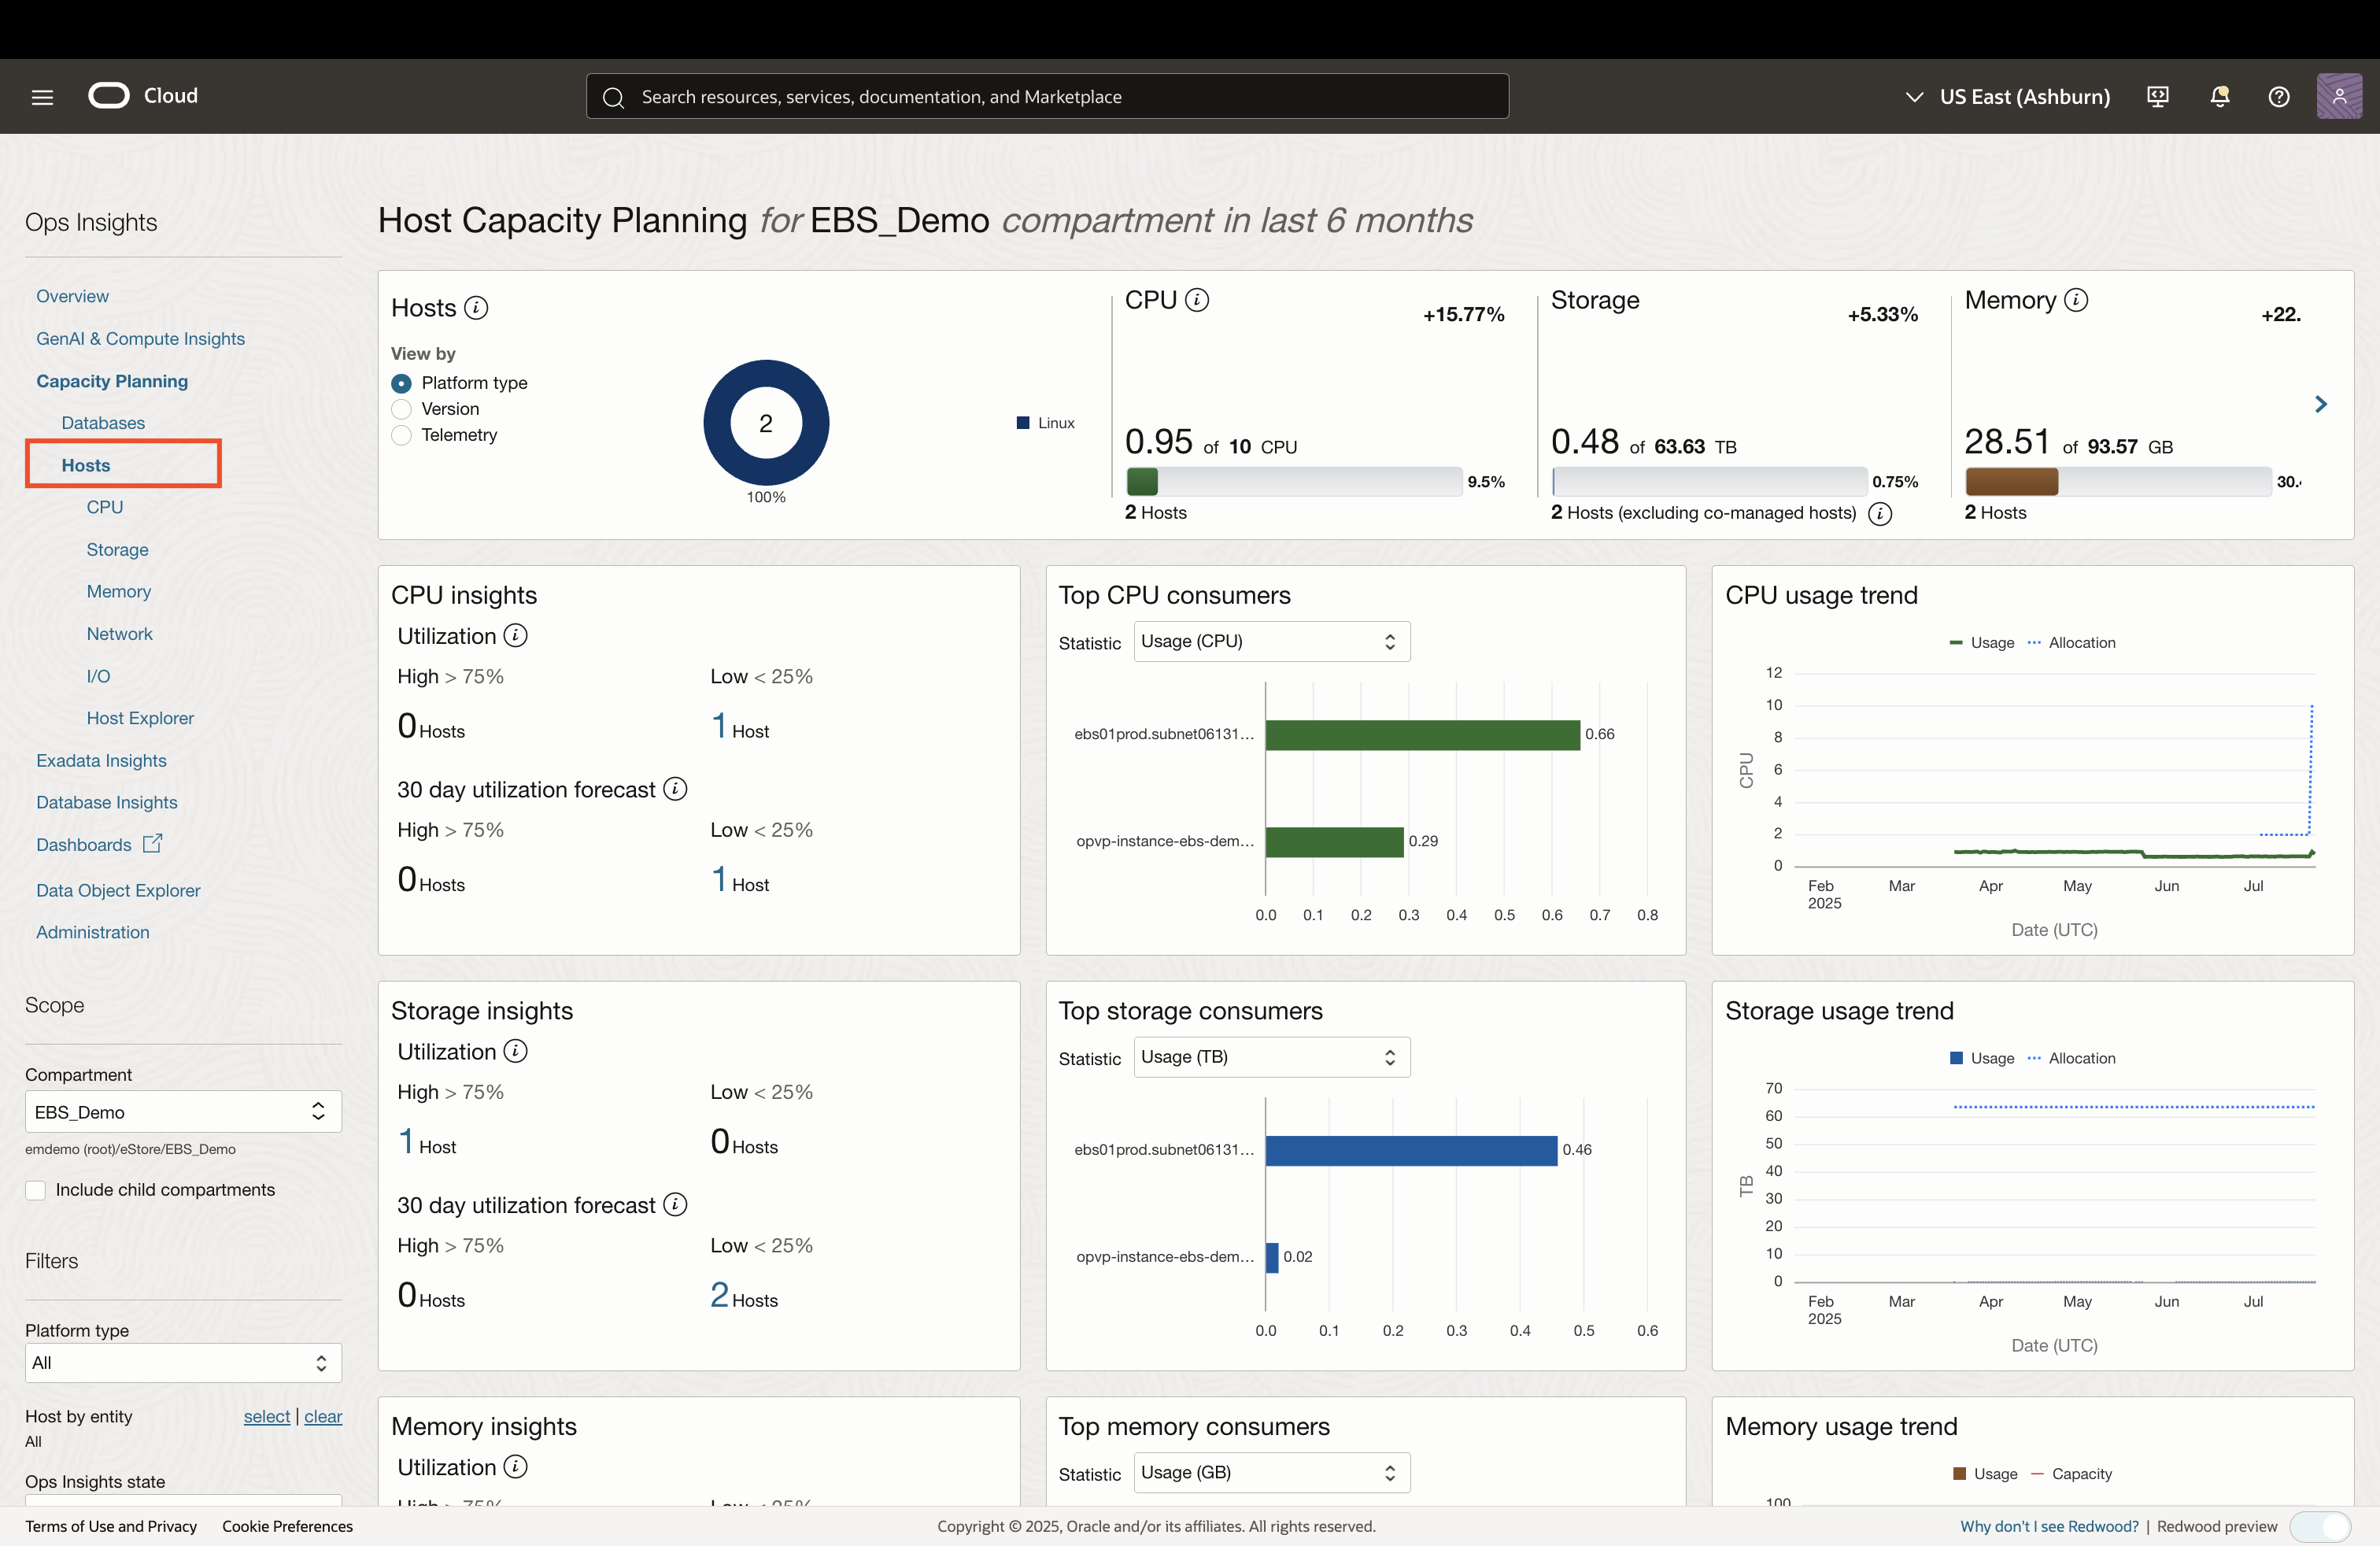 Cloud
Search resources, services, documentation, and Marketplace
US East (Ashburn)
Ops Insights
Overview
GenAI & Compute Insights
Capacity Planning
Databases
Hosts
CPU
Storage
Memory
Network
I/O
Host Explorer
Exadata Insights
Database Insights
Dashboards
Data Object Explorer
Administration
Scope
Compartment
EBS_Demo
emdemo (root)/eStore/EBS_Demo
Include child compartments
Filters
Platform type
All
Host by entity select | clear
All
Ops Insights state
Host Capacity Planning for EBS_Demo compartment in last 6 months
Hosts
View by
Platform type
Version
Telemetry
2
100%
Linux
CPU +15.77%
0.95 of 10 CPU
9.5%
2 Hosts
Storage +5.33%
0.48 of 63.63 TB
0.75%
2 Hosts (excluding co-managed hosts)
Memory +22.
28.51 of 93.57 GB
30.
2 Hosts
CPU insights
Utilization
High > 75% Low < 25%
0 Hosts 1 Host
30 day utilization forecast
High > 75% Low < 25%
0 Hosts 1 Host
Top CPU consumers
Statistic Usage (CPU)
ebs01prod.subnet06131... 0.66
opvp-instance-ebs-dem... 0.29
0.0 0.1 0.2 0.3 0.4 0.5 0.6 0.7 0.8
CPU usage trend
Usage Allocation
12
10
8
6
4
2
0
CPU
Feb Mar Apr May Jun Jul
2025
Date (UTC)
Storage insights
Utilization
High > 75% Low < 25%
1 Host 0 Hosts
30 day utilization forecast
High > 75% Low < 25%
0 Hosts 2 Hosts
Top storage consumers
Statistic Usage (TB)
ebs01prod.subnet06131... 0.46
opvp-instance-ebs-dem... 0.02
0.0 0.1 0.2 0.3 0.4 0.5 0.6
Storage usage trend
Usage Allocation
70
60
50
40
30
20
10
0
TB
Feb Mar Apr May Jun Jul
2025
Date (UTC)
Memory insights
Utilization
High > 75% Low < 25%
Top memory consumers
Statistic Usage (GB)
Memory usage trend
Usage Capacity
100
Terms of Use and Privacy Cookie Preferences
Copyright © 2025, Oracle and/or its affiliates. All rights reserved.
Why don't I see Redwood? | Redwood preview